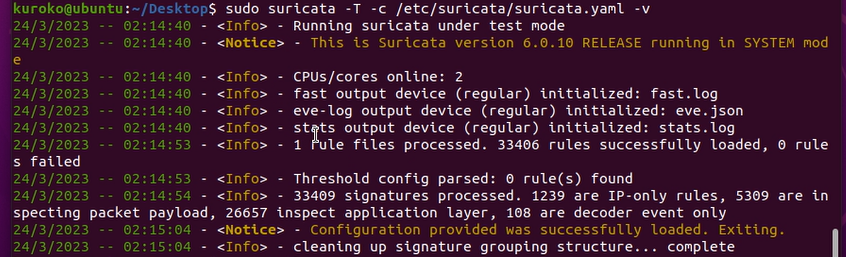 kuroko@ubuntu:~/Desktop$ sudo suricata -T -c /etc/suricata/suricata.yaml -v
24/3/2023 -- 02:14:40 - <Info> - Running suricata under test mode
24/3/2023 -- 02:14:40 - <Notice> - This is Suricata version 6.0.10 RELEASE running in SYSTEM mod
e
24/3/2023 -- 02:14:40 - <Info> - CPUs/cores online: 2
24/3/2023 -- 02:14:40 - <Info> - fast output device (regular) initialized: fast.log
24/3/2023 -- 02:14:40 - <Info> - eve-log output device (regular) initialized: eve.json
24/3/2023 -- 02:14:40 - <Info> - stats output device (regular) initialized: stats.log
24/3/2023 -- 02:14:53 - <Info> - 1 rule files processed. 33406 rules successfully loaded, 0 rule
s failed
24/3/2023 -- 02:14:53 - <Info> - Threshold config parsed: 0 rule(s) found
24/3/2023 -- 02:14:54 - <Info> - 33409 signatures processed. 1239 are IP-only rules, 5309 are in
specting packet payload, 26657 inspect application layer, 108 are decoder event only
24/3/2023 -- 02:15:04 - <Notice> - Configuration provided was successfully loaded. Exiting.
24/3/2023 -- 02:15:04 - <Info> - cleaning up signature grouping structure... complete